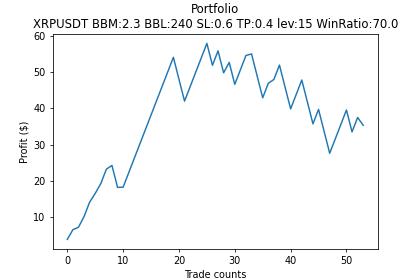 Portfolio
XRPUSDT BBM:2.3 BBL:240 SL:0.6 TP:0.4 lev:15 WinRatio:70.0
60
50
40
30
20
10
Profit ($)
0 10 20 30 40 50
Trade counts